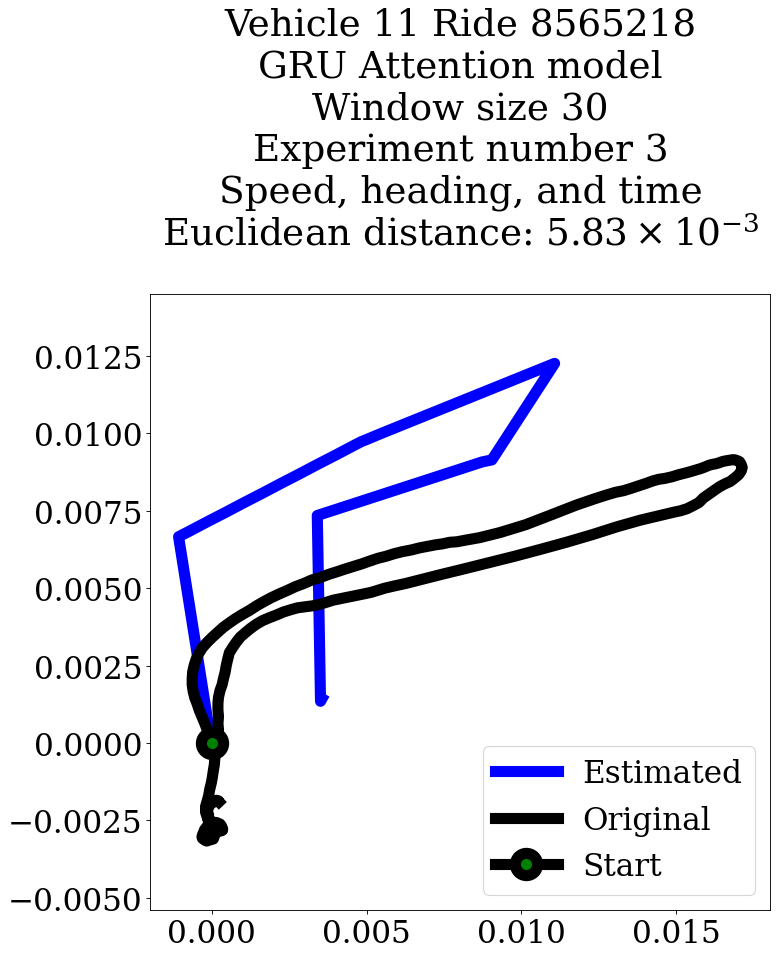 Vehicle 11 Ride 8565218
GRU Attention model
Window size 30
Experiment number 3
Speed, heading, and time
Euclidean distance: 5.83 × 10⁻³
0.0125
0.0100
0.0075
0.0050
0.0025
0.0000
−0.0025
−0.0050
Estimated
Original
Start
0.000 0.005 0.010 0.015